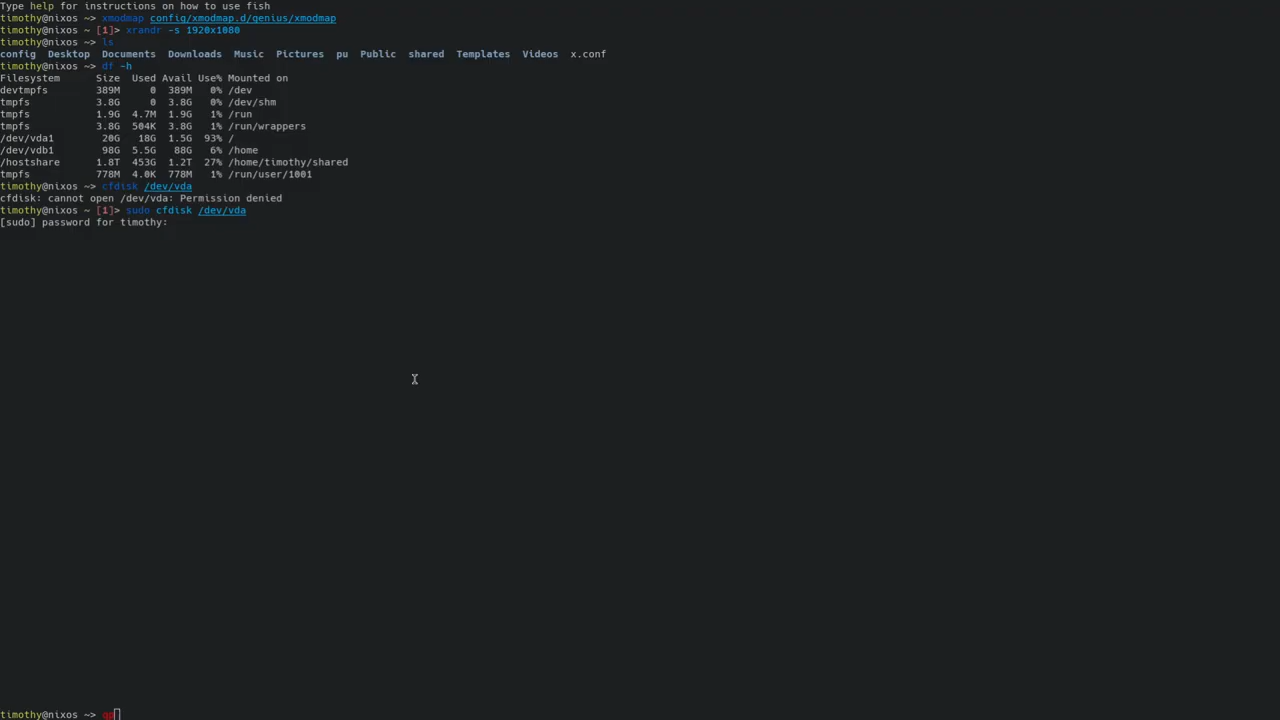 Type help for instructions on how to use fish
timothy@nixos ~> xmodmap config/xmodmap.d/genius/xmodmap
timothy@nixos ~ [1]> xrandr -s 1920x1080
timothy@nixos ~> ls
config  Desktop  Documents  Downloads  Music  Pictures  pu  Public  shared  Templates  Videos  x.conf
timothy@nixos ~> df -h
Filesystem      Size  Used Avail Use% Mounted on
devtmpfs        389M     0  389M   0% /dev
tmpfs           3.8G     0  3.8G   0% /dev/shm
tmpfs           1.9G  4.7M  1.9G   1% /run
tmpfs           3.8G  504K  3.8G   1% /run/wrappers
/dev/vda1        20G   18G  1.5G  93% /
/dev/vdb1        98G  5.5G   88G   6% /home
/hostshare      1.8T  453G  1.2T  27% /home/timothy/shared
tmpfs           778M  4.0K  778M   1% /run/user/1001
timothy@nixos ~> cfdisk /dev/vda
cfdisk: cannot open /dev/vda: Permission denied
timothy@nixos ~ [1]> sudo cfdisk /dev/vda
[sudo] password for timothy:
timothy@nixos ~> gp